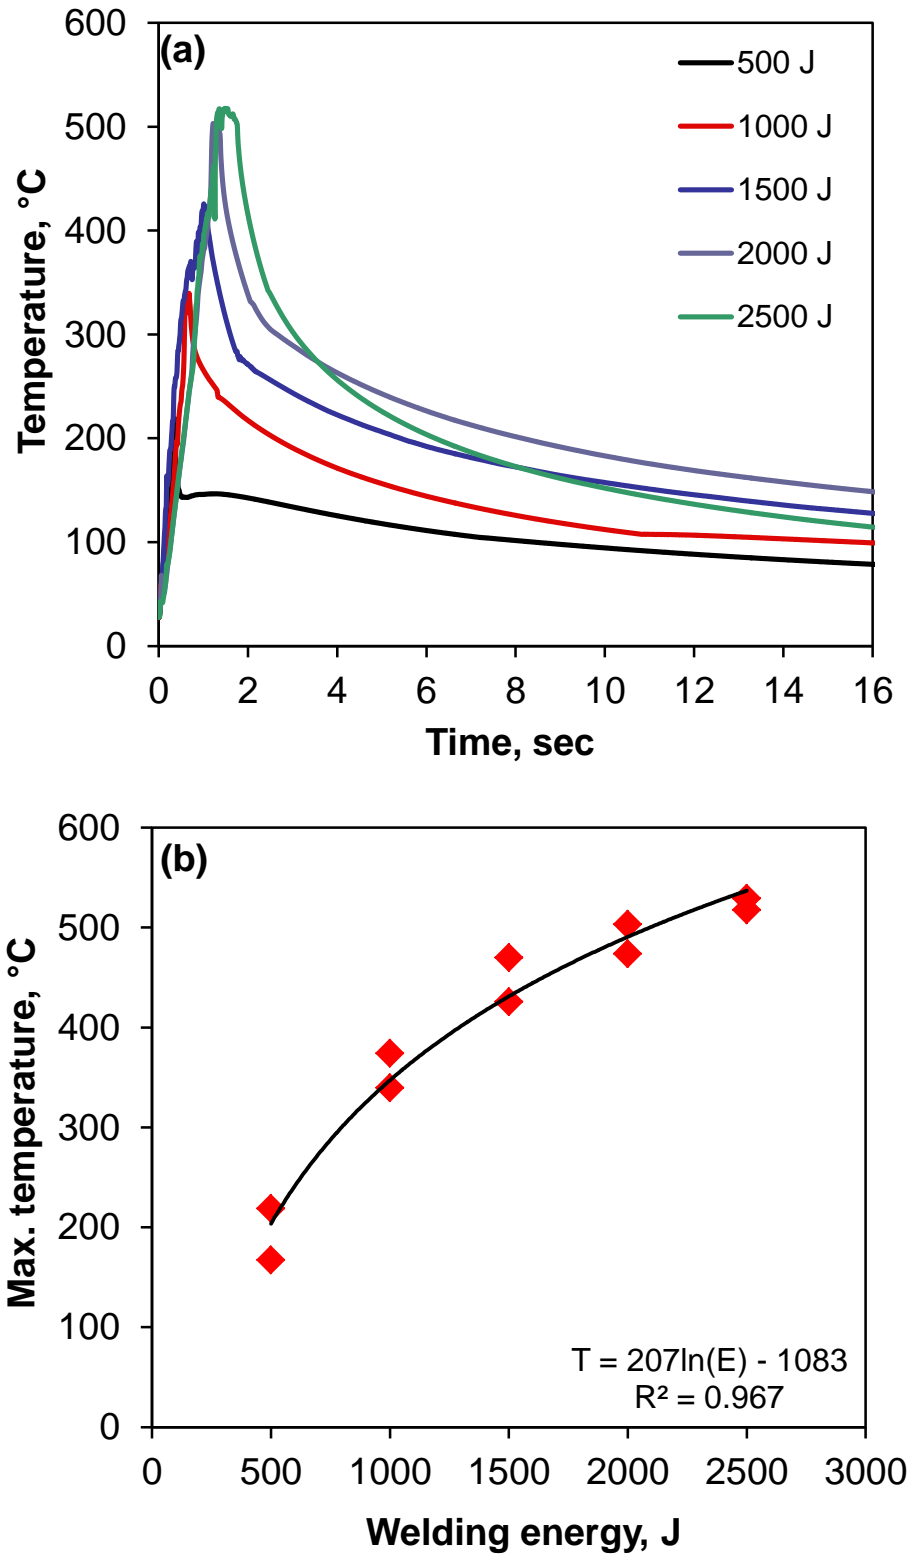 600
500
400
300
200
100
0
Temperature, °C
(a)
500 J
1000 J
1500 J
2000 J
2500 J
0 2 4 6 8 10 12 14 16
Time, sec
600
500
400
300
200
100
0
Max. temperature, °C
(b)
T = 207ln(E) - 1083
R² = 0.967
0 500 1000 1500 2000 2500 3000
Welding energy, J